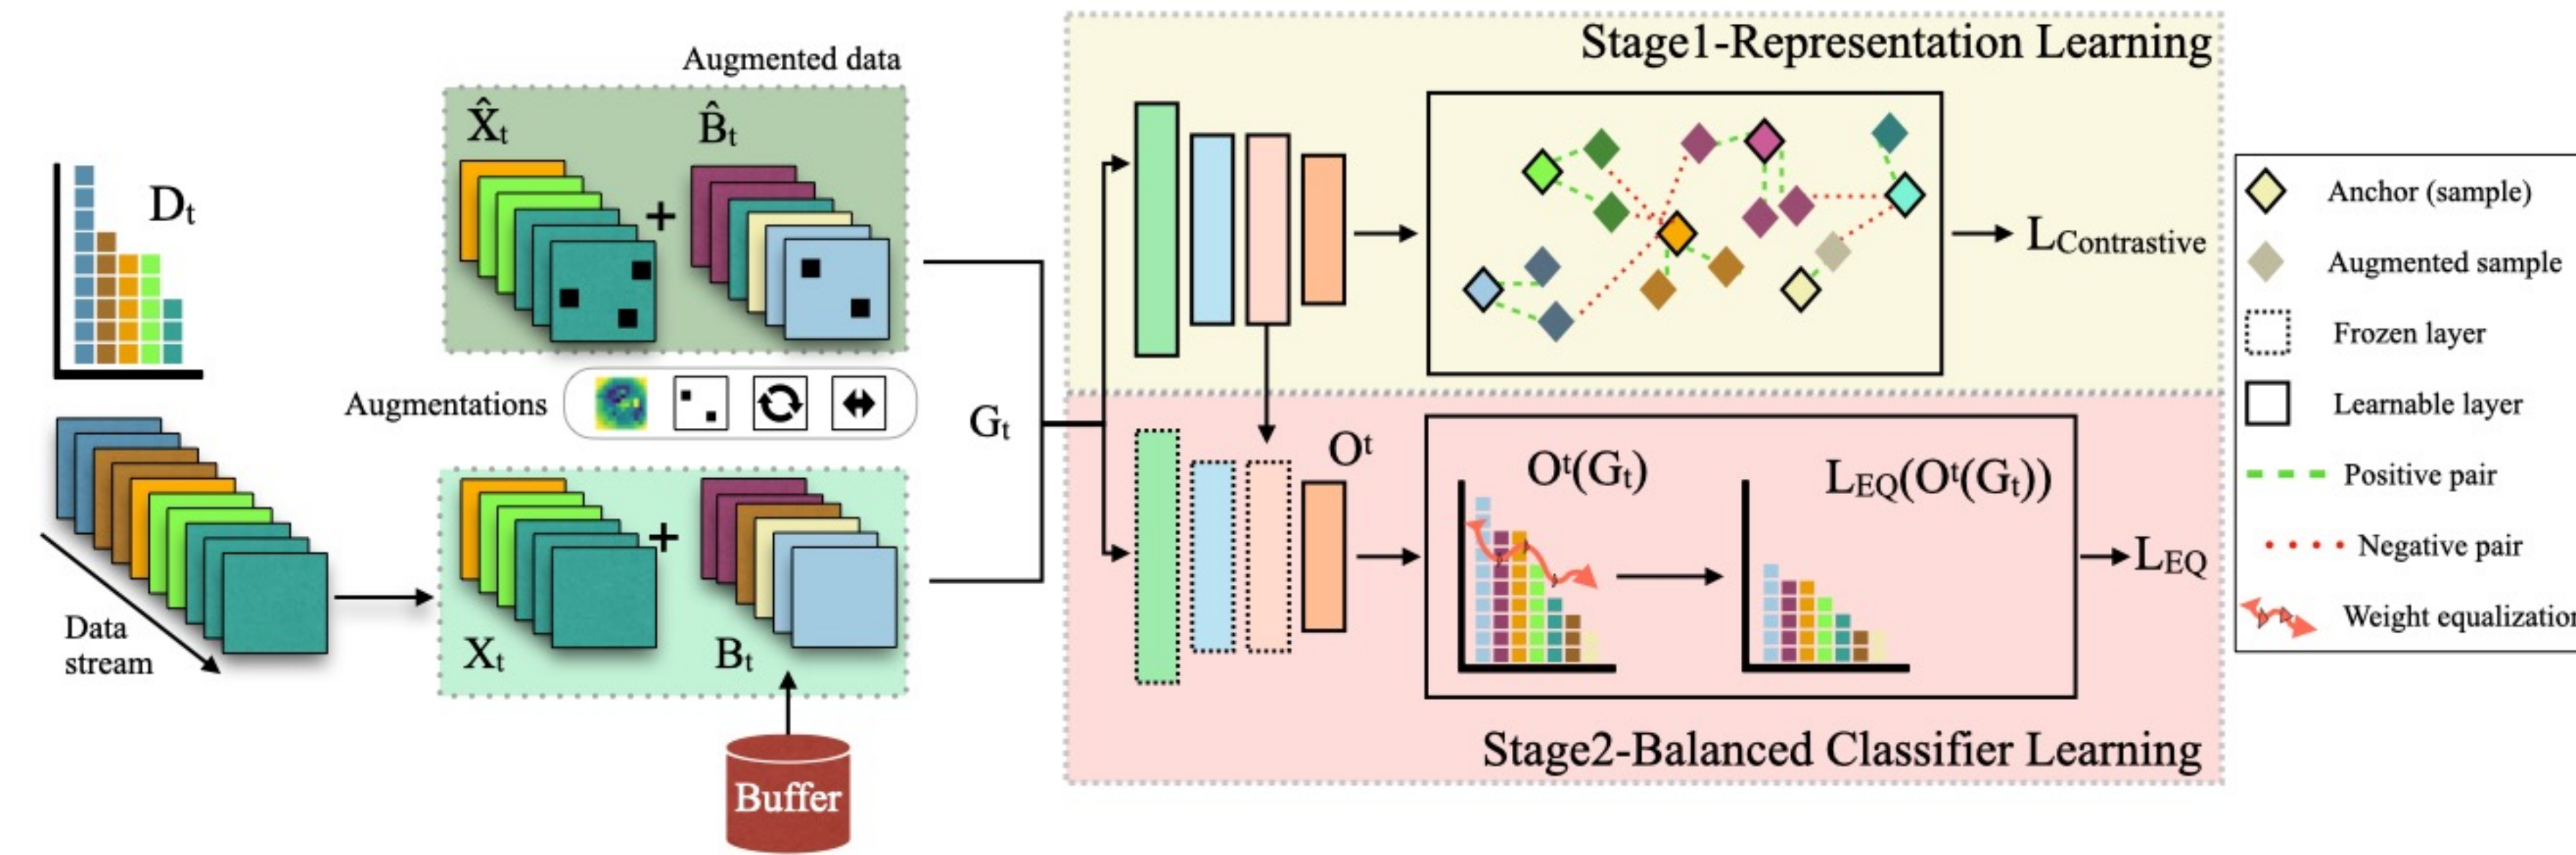 Augmented data
X̂t
B̂t
+
Dt
Augmentations
Data
stream
Xt
+
Bt
Buffer
Gt
Stage1-Representation Learning
LContrastive
Ot
Ot(Gt)
LEQ(Ot(Gt))
LEQ
Stage2-Balanced Classifier Learning
Anchor (sample)
Augmented sample
Frozen layer
Learnable layer
Positive pair
Negative pair
Weight equalization